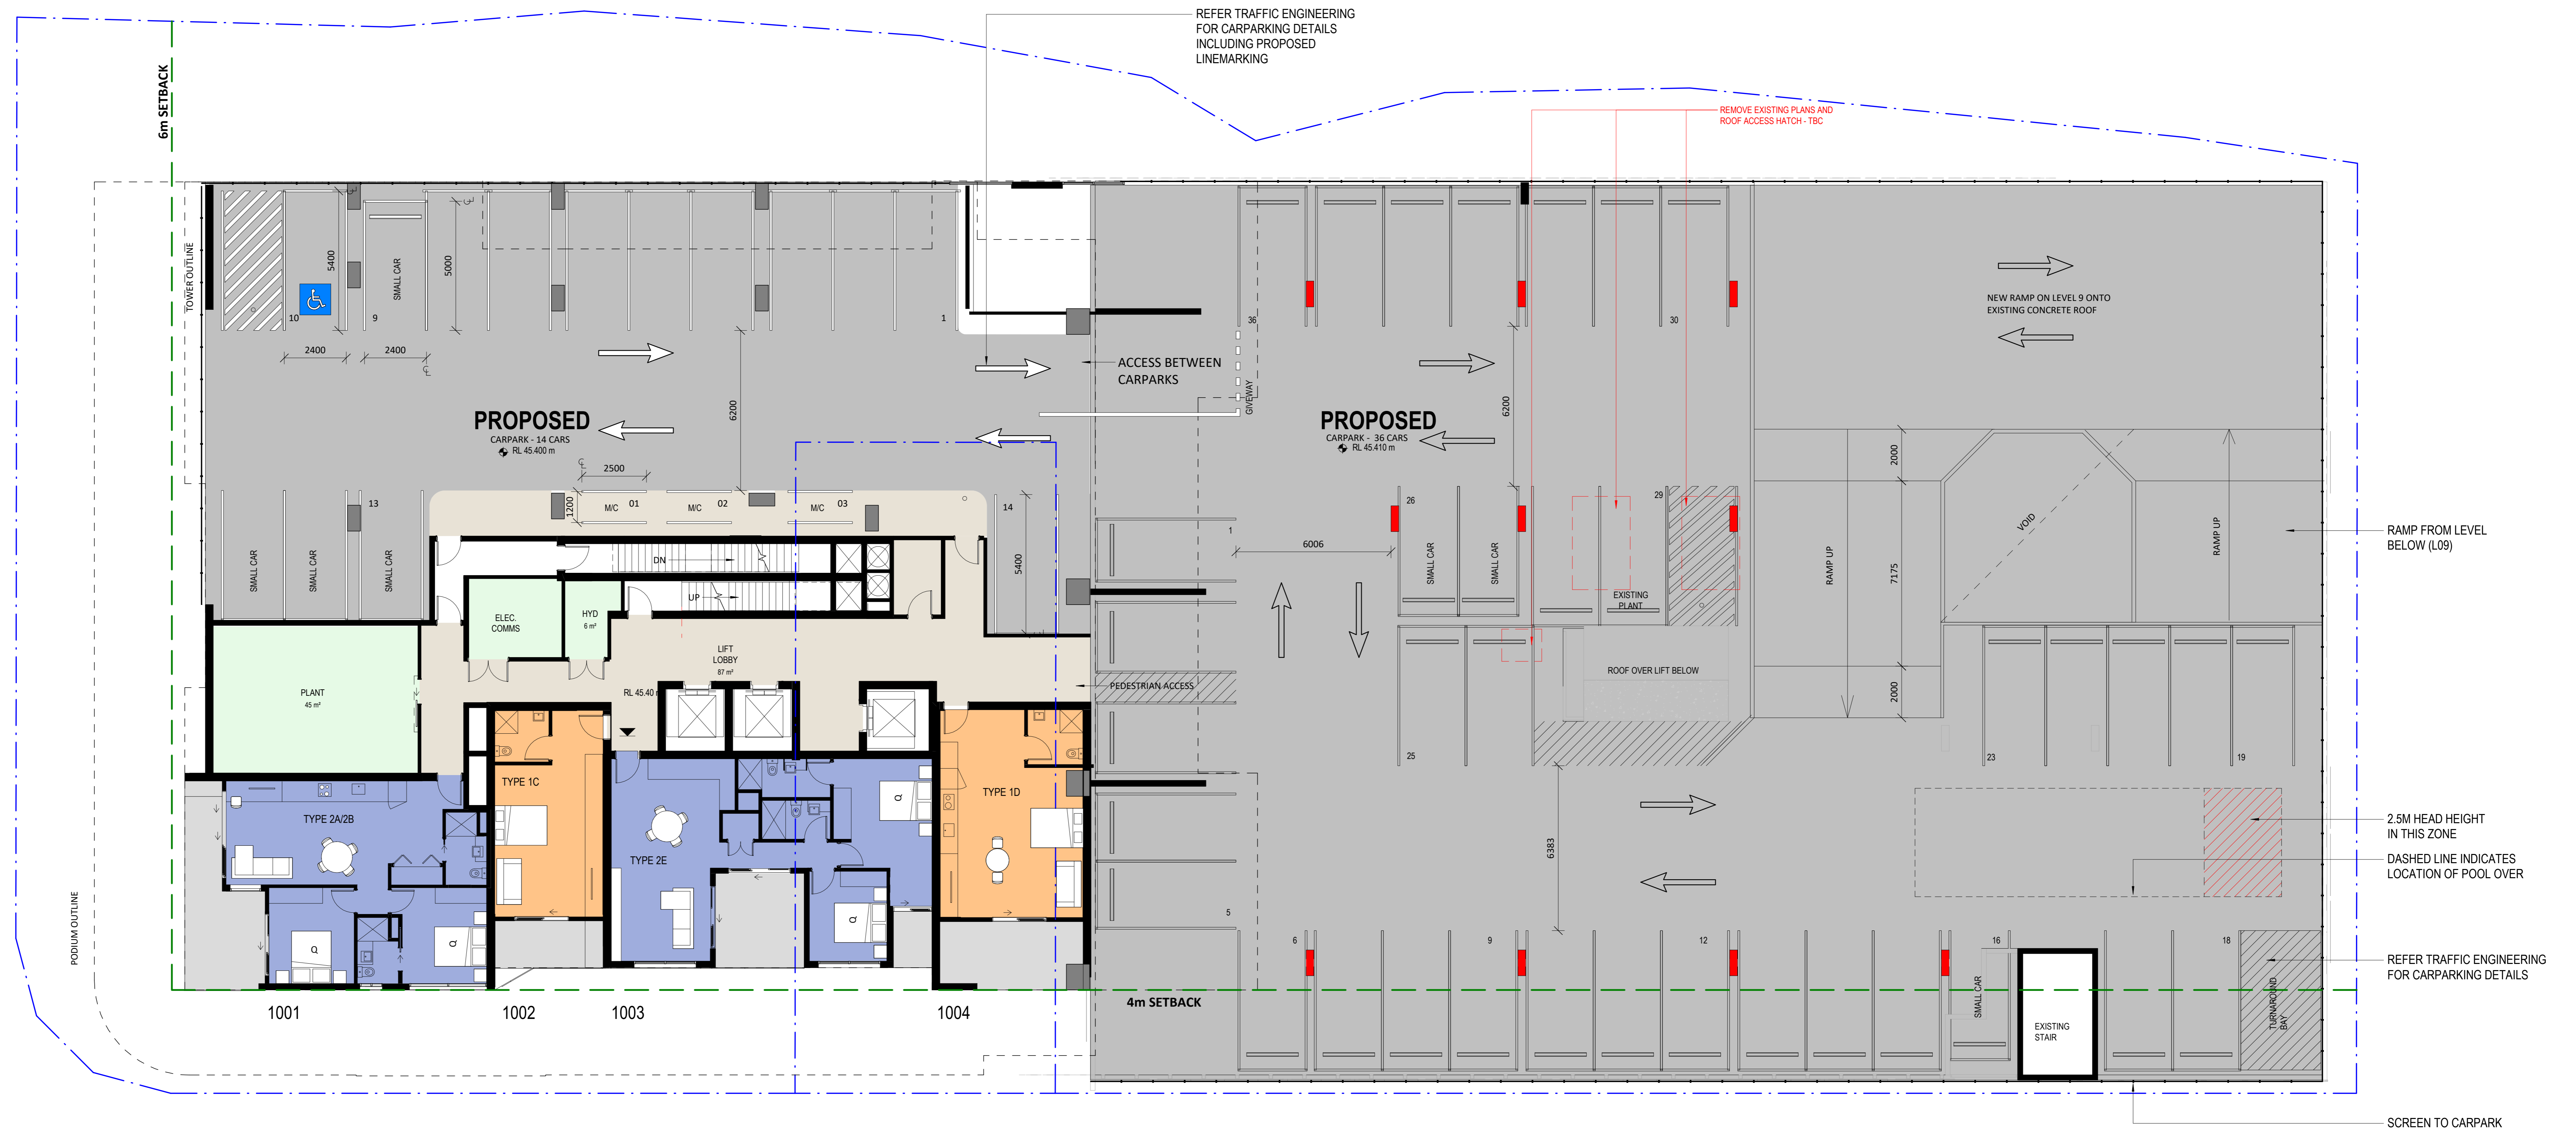 REFER TRAFFIC ENGINEERING
FOR CARPARKING DETAILS
INCLUDING PROPOSED
LINEMARKING
6m SETBACK
REMOVE EXISTING PLANS AND
ROOF ACCESS HATCH - TBC
TOWER OUTLINE
5400
SMALL CAR
5000
10
9
1
2400
2400
6200
ACCESS BETWEEN
CARPARKS
GIVEWAY
36
30
6200
NEW RAMP ON LEVEL 9 ONTO
EXISTING CONCRETE ROOF
PROPOSED
CARPARK - 14 CARS
RL 45.400 m
PROPOSED
CARPARK - 36 CARS
RL 45.410 m
2500
1200
M/C
01
M/C
02
M/C
03
13
14
5400
SMALL CAR
SMALL CAR
SMALL CAR
DN
UP
ELEC.
COMMS
HYD
6 m²
LIFT
LOBBY
87 m²
RL 45.40
PLANT
45 m²
PEDESTRIAN ACCESS
1
6006
26
SMALL CAR
SMALL CAR
29
EXISTING
PLANT
ROOF OVER LIFT BELOW
2000
7175
2000
RAMP UP
VOID
RAMP UP
RAMP FROM LEVEL
BELOW (L09)
25
23
19
TYPE 2A/2B
TYPE 1C
TYPE 2E
TYPE 1D
Q
Q
Q
Q
6383
2.5M HEAD HEIGHT
IN THIS ZONE
DASHED LINE INDICATES
LOCATION OF POOL OVER
5
6
9
12
16
18
SMALL CAR
EXISTING
STAIR
TURNAROUND
BAY
REFER TRAFFIC ENGINEERING
FOR CARPARKING DETAILS
PODIUM OUTLINE
4m SETBACK
1001
1002
1003
1004
SCREEN TO CARPARK